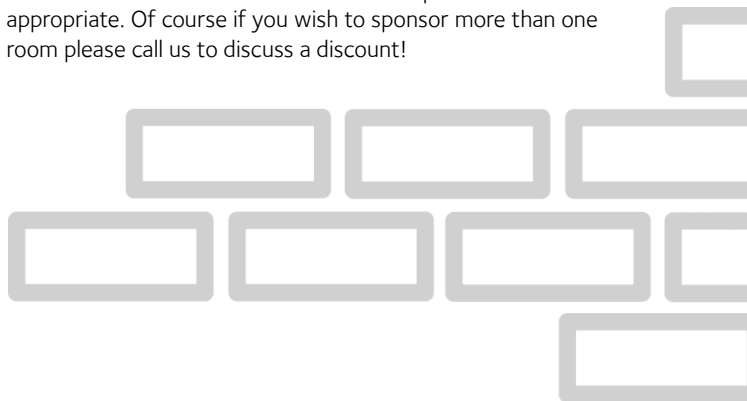 appropriate. Of course if you wish to sponsor more than one
room please call us to discuss a discount!